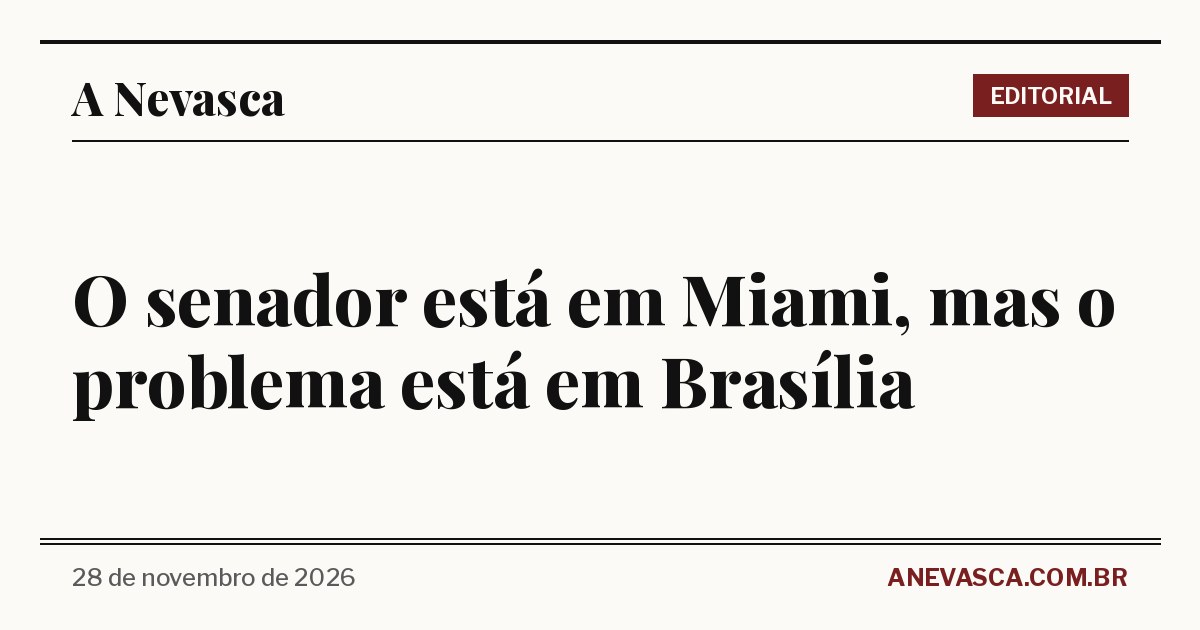 A Nevasca
EDITORIAL
O senador está em Miami, mas o
problema está em Brasília
28 de novembro de 2026
ANEVASCA.COM.BR